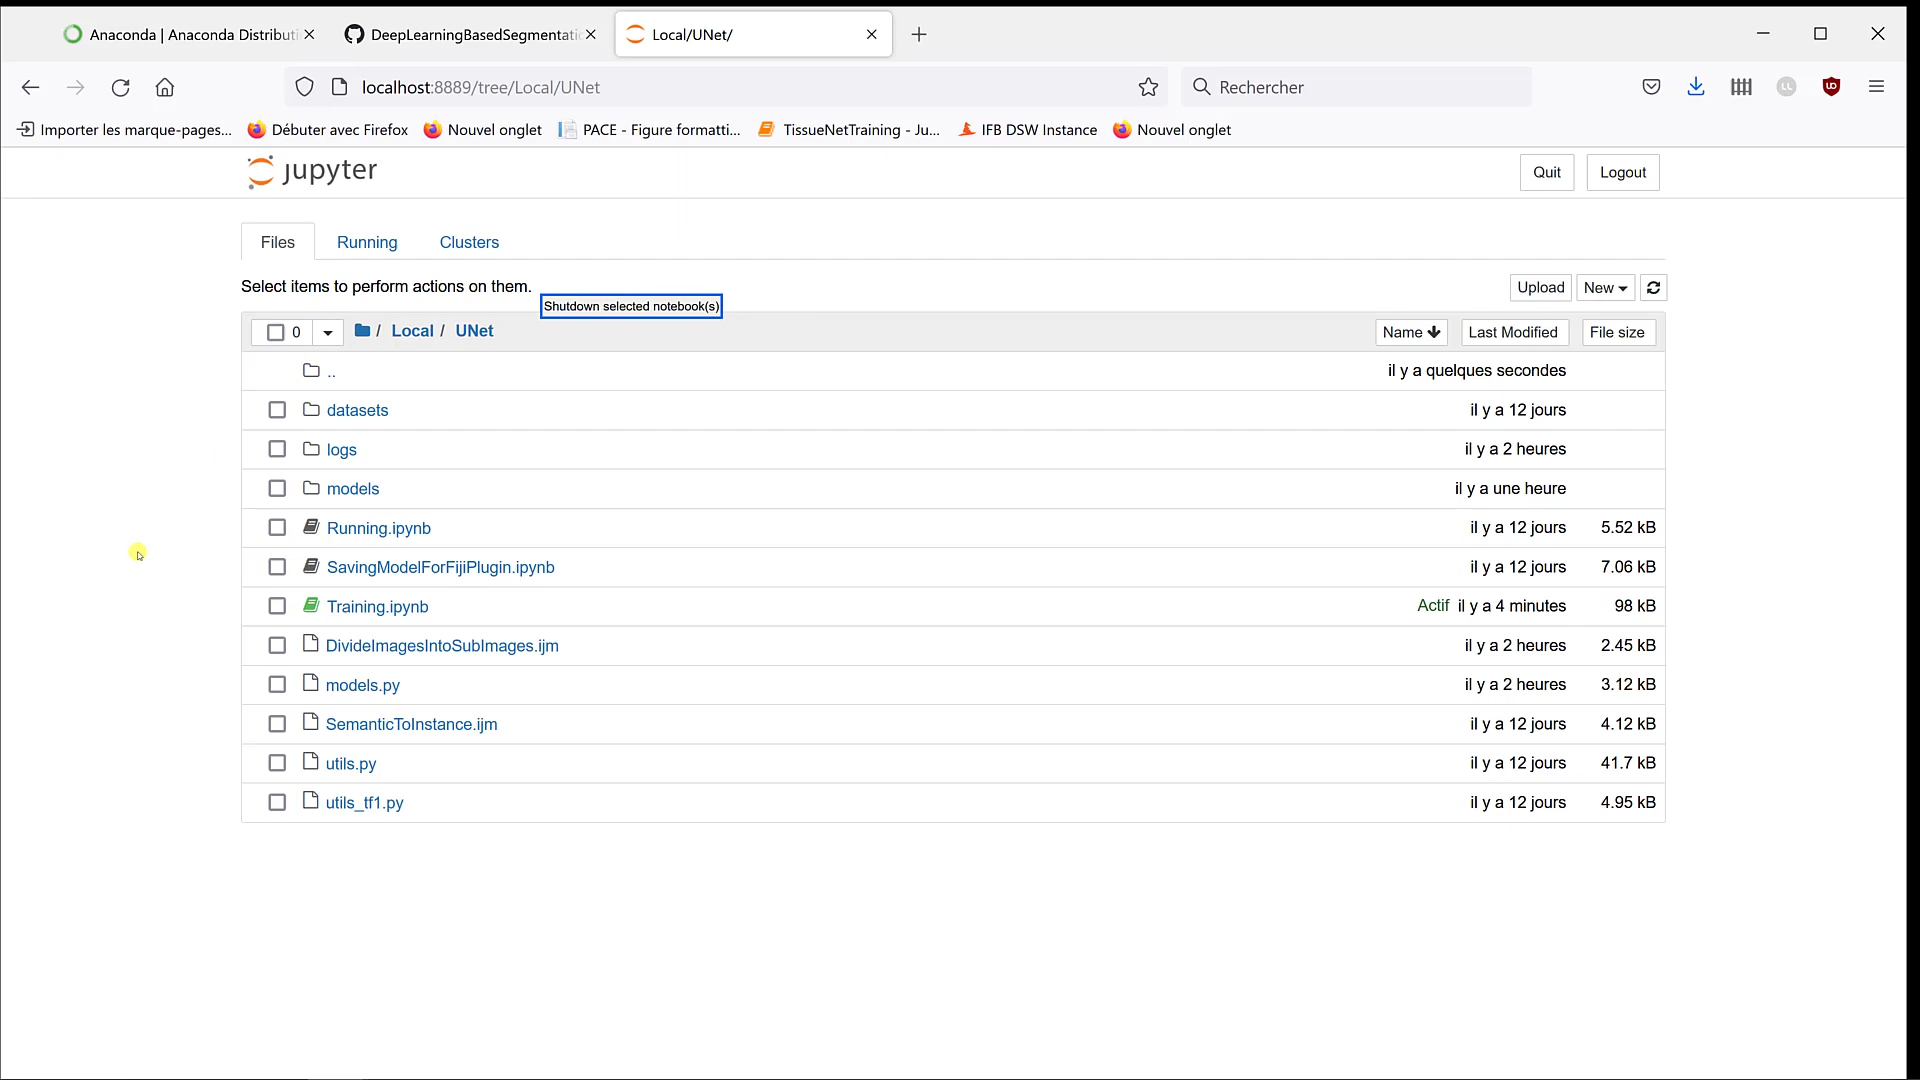 Anaconda | Anaconda Distributi
DeepLearningBasedSegmentati
Local/UNet/
localhost:8889/tree/Local/UNet
Rechercher
Importer les marque-pages...
Débuter avec Firefox
Nouvel onglet
PACE - Figure formatti...
TissueNetTraining - Ju...
IFB DSW Instance
Nouvel onglet
jupyter
Quit
Logout
Files
Running
Clusters
Select items to perform actions on them.
Upload
New
Shutdown selected notebook(s)
0
/ Local / UNet
Name
Last Modified
File size
.. il y a quelques secondes
datasets il y a 12 jours
logs il y a 2 heures
models il y a une heure
Running.ipynb il y a 12 jours 5.52 kB
SavingModelForFijiPlugin.ipynb il y a 12 jours 7.06 kB
Training.ipynb Actif il y a 4 minutes 98 kB
DivideImagesIntoSubImages.ijm il y a 2 heures 2.45 kB
models.py il y a 2 heures 3.12 kB
SemanticToInstance.ijm il y a 12 jours 4.12 kB
utils.py il y a 12 jours 41.7 kB
utils_tf1.py il y a 12 jours 4.95 kB